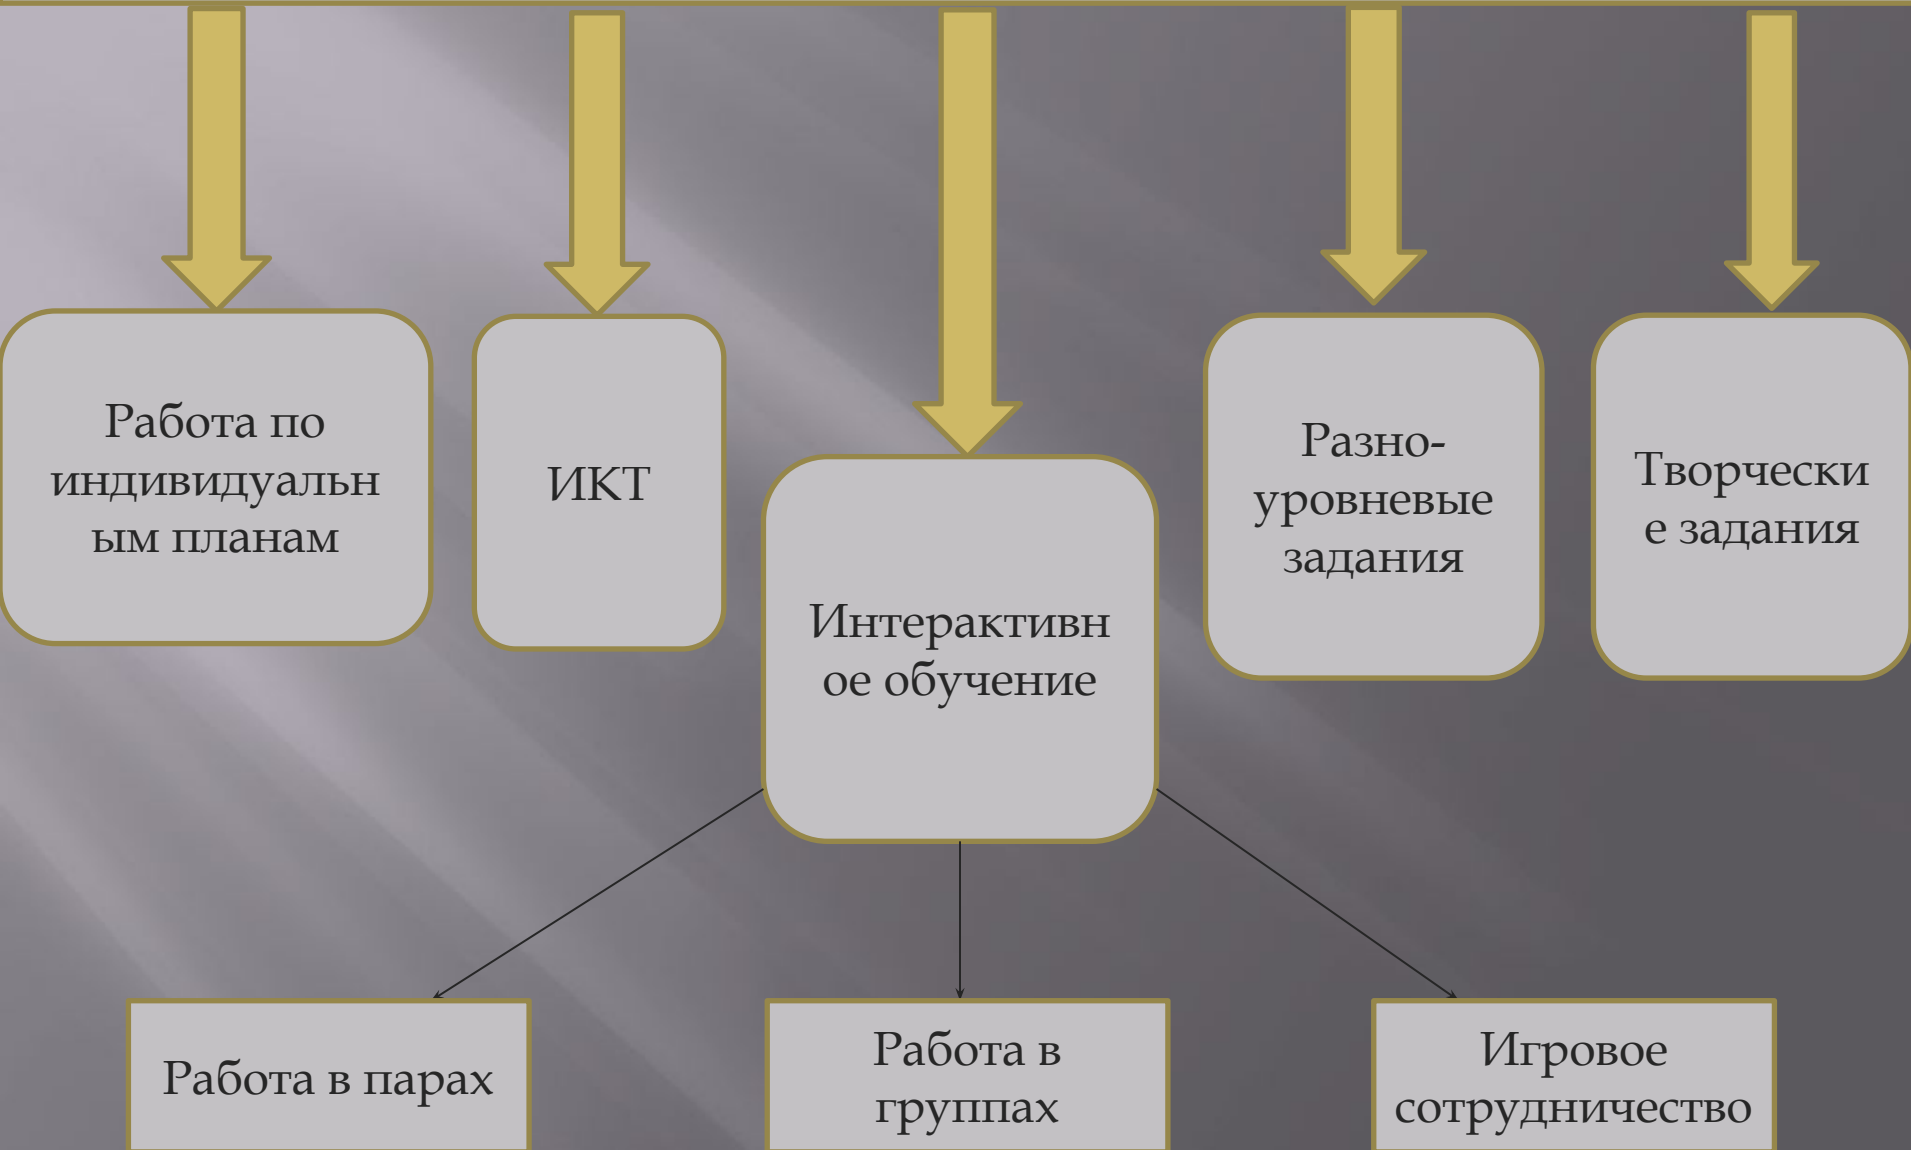 Работа по
индивидуальн
ым планам
ИКТ
Интерактивн
ое обучение
Разно-
уровневые
задания
Творчески
е задания
Работа в парах
Работа в
группах
Игровое
сотрудничество